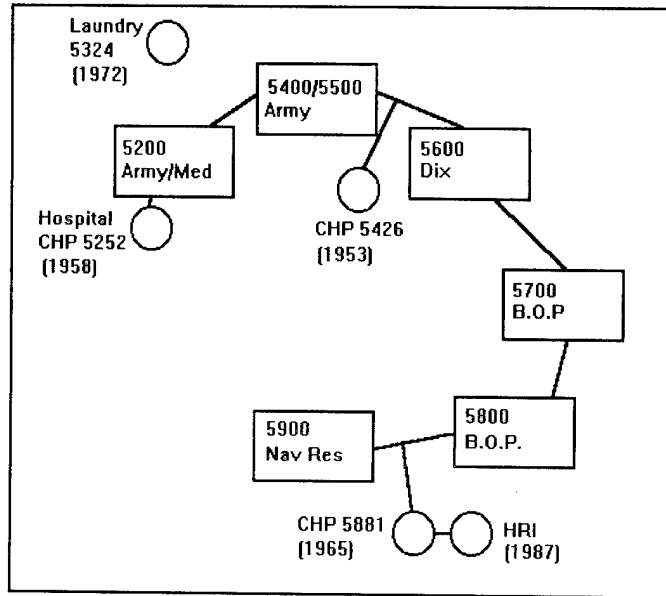 Laundry
5324
(1972)
5400/5500
Army
5200
Army/Med
5600
Dix
Hospital
CHP 5252
(1958)
CHP 5426
(1953)
5700
B.O.P
5900
Nav Res
5800
B.O.P.
CHP 5881
(1965)
HRI
(1987)